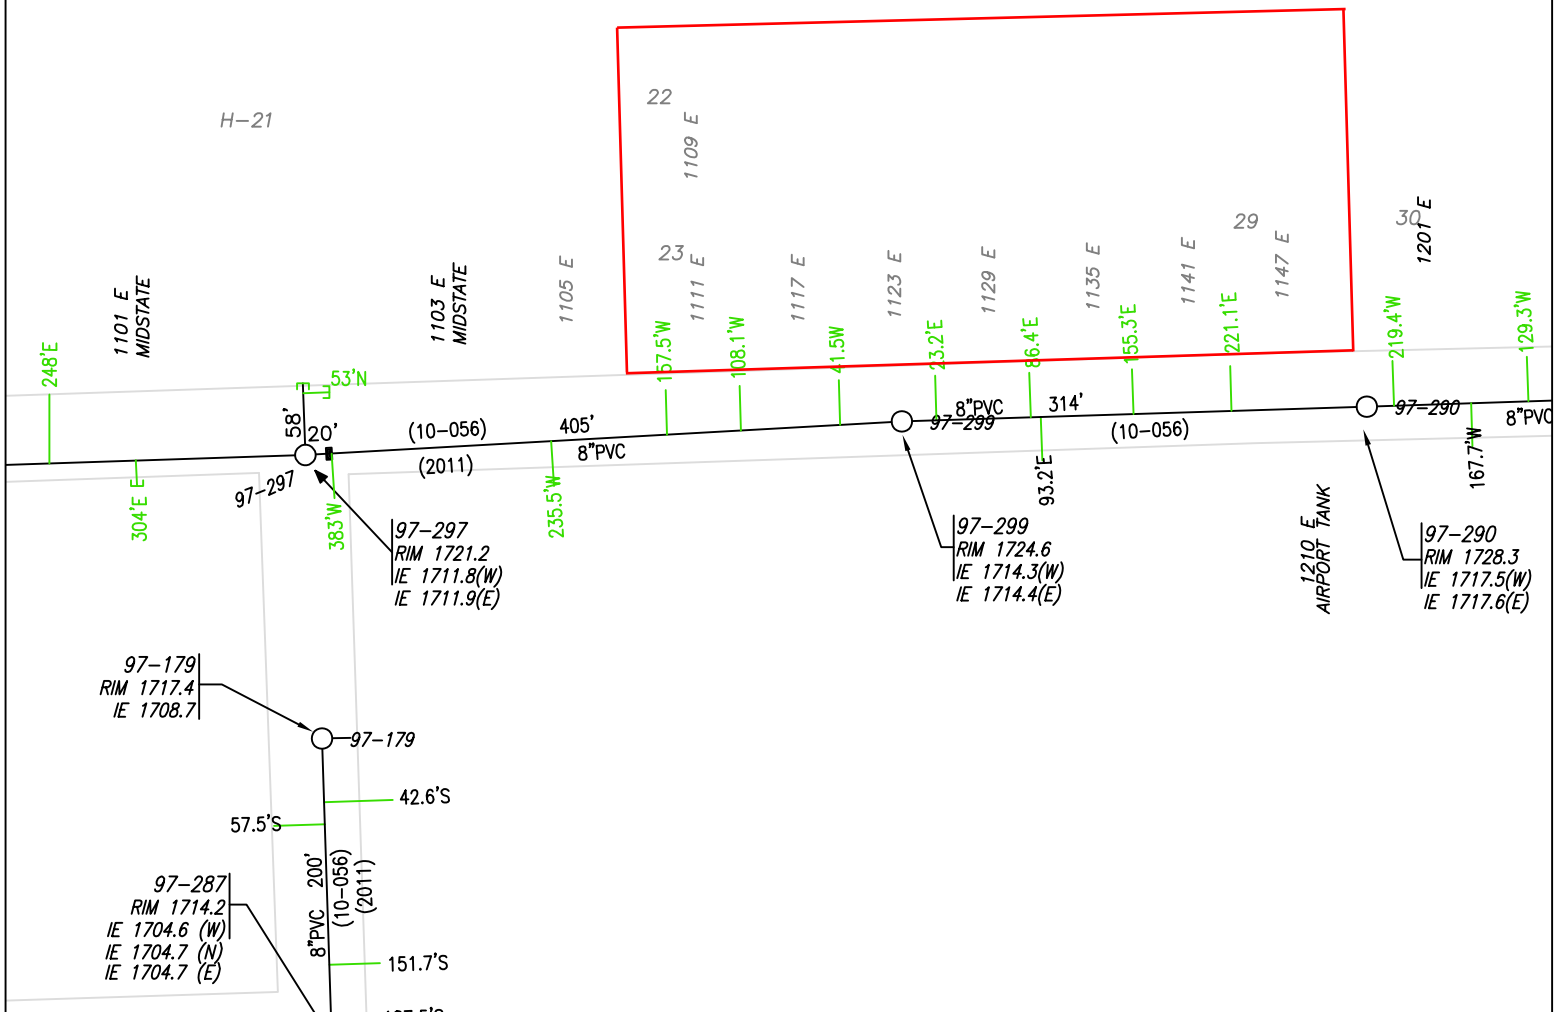 22
H-21
1109 E
23
1111 E
1117 E
1123 E
1129 E
1135 E
1141 E
29
1147 E
30
1201 E
1101 E
MIDSTATE
1103 E
MIDSTATE
1105 E
248'E
53'N
157.5'W
108.1'W
41.5W
23.2'E
86.4'E
155.3'E
221.1'E
219.4'W
129.3'W
58'
20'
(10-056)
(2011)
405'
8"PVC
8"PVC
314'
(10-056)
97-299
97-290
8"PVC
97-297
304'E E
383'W
235.5'W
93.2'E
167.7'W
97-297
RIM 1721.2
IE 1711.8(W)
IE 1711.9(E)
97-299
RIM 1724.6
IE 1714.3(W)
IE 1714.4(E)
1210 E
AIRPORT TANK
97-290
RIM 1728.3
IE 1717.5(W)
IE 1717.6(E)
97-179
RIM 1717.4
IE 1708.7
97-179
42.6'S
57.5'S
8"PVC 200'
(10-056)
(2011)
97-287
RIM 1714.2
IE 1704.6 (W)
IE 1704.7 (N)
IE 1704.7 (E)
151.7'S